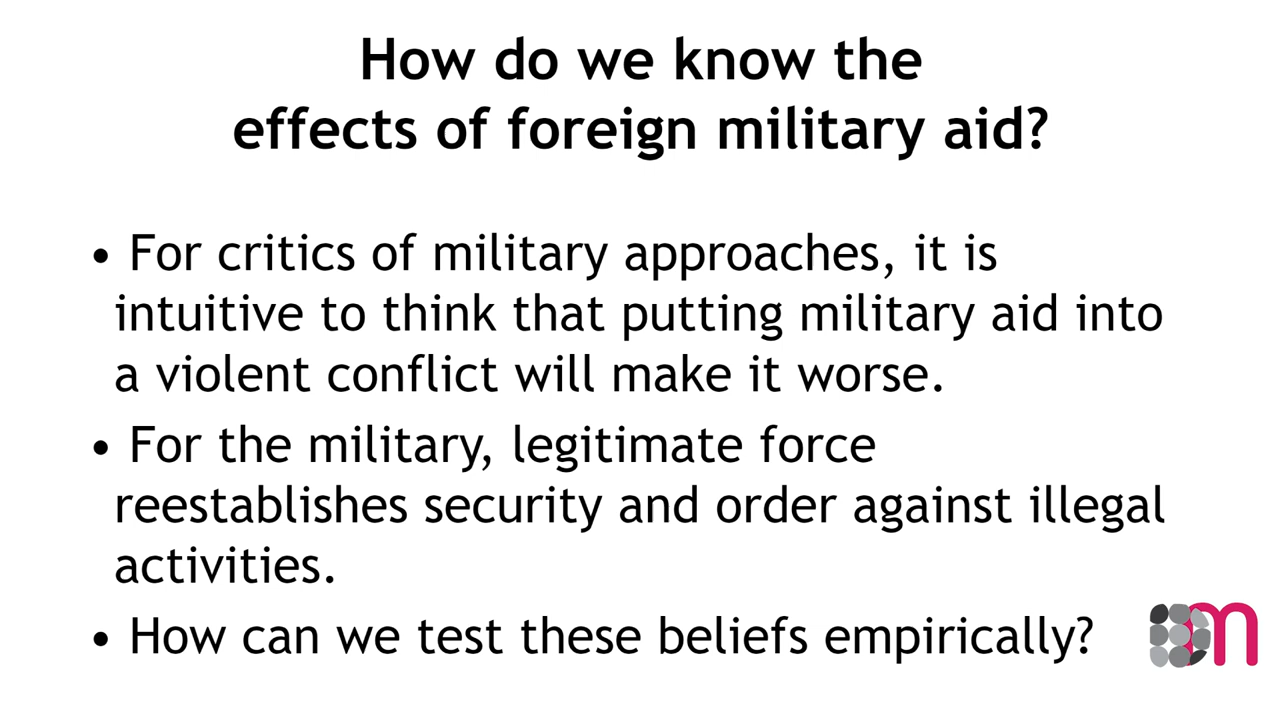 How do we know the
effects of foreign military aid?
• For critics of military approaches, it is
intuitive to think that putting military aid into
a violent conflict will make it worse.
• For the military, legitimate force
reestablishes security and order against illegal
activities.
• How can we test these beliefs empirically?
m